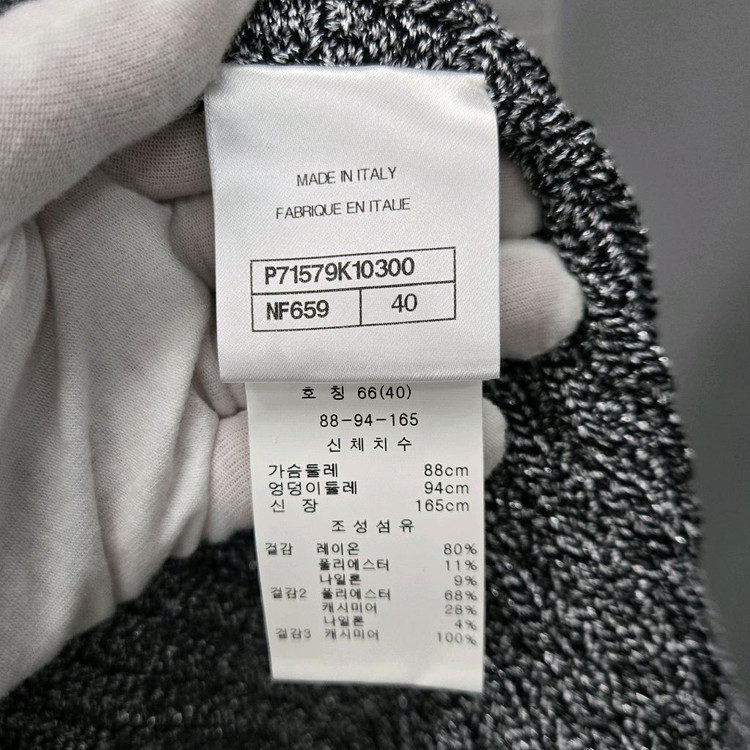 MADE IN ITALY
FABRIQUE EN ITALIE
P71579K10300
NF659 40
호 칭 66(40)
88-94-165
신체치수
가슴둘레 88cm
엉덩이둘레 94cm
신 장 165cm
조성섬유
겉감 레이온 80%
폴리에스터 11%
나일론 9%
겉감2 폴리에스터 68%
캐시미어 28%
나일론 4%
겉감3 캐시미어 100%